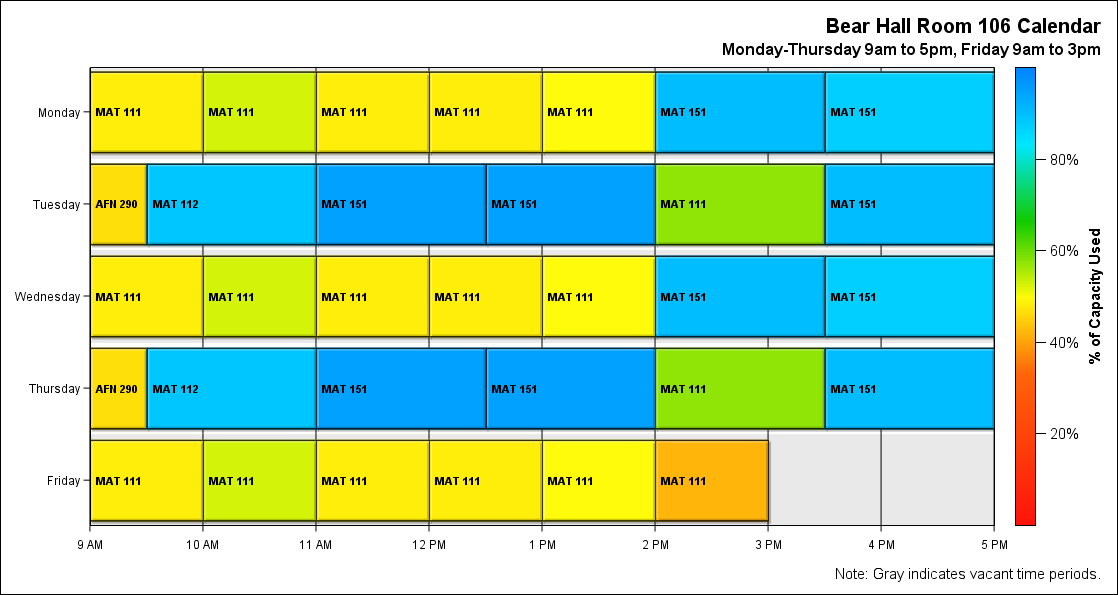 Bear Hall Room 106 Calendar
Monday-Thursday 9am to 5pm, Friday 9am to 3pm
Monday
MAT 111
MAT 111
MAT 111
MAT 111
MAT 111
MAT 151
MAT 151
Tuesday
AFN 290
MAT 112
MAT 151
MAT 151
MAT 111
MAT 151
Wednesday
MAT 111
MAT 111
MAT 111
MAT 111
MAT 111
MAT 151
MAT 151
Thursday
AFN 290
MAT 112
MAT 151
MAT 151
MAT 111
MAT 151
Friday
MAT 111
MAT 111
MAT 111
MAT 111
MAT 111
MAT 111
9 AM
10 AM
11 AM
12 PM
1 PM
2 PM
3 PM
4 PM
5 PM
80%
60%
40%
20%
% of Capacity Used
Note: Gray indicates vacant time periods.